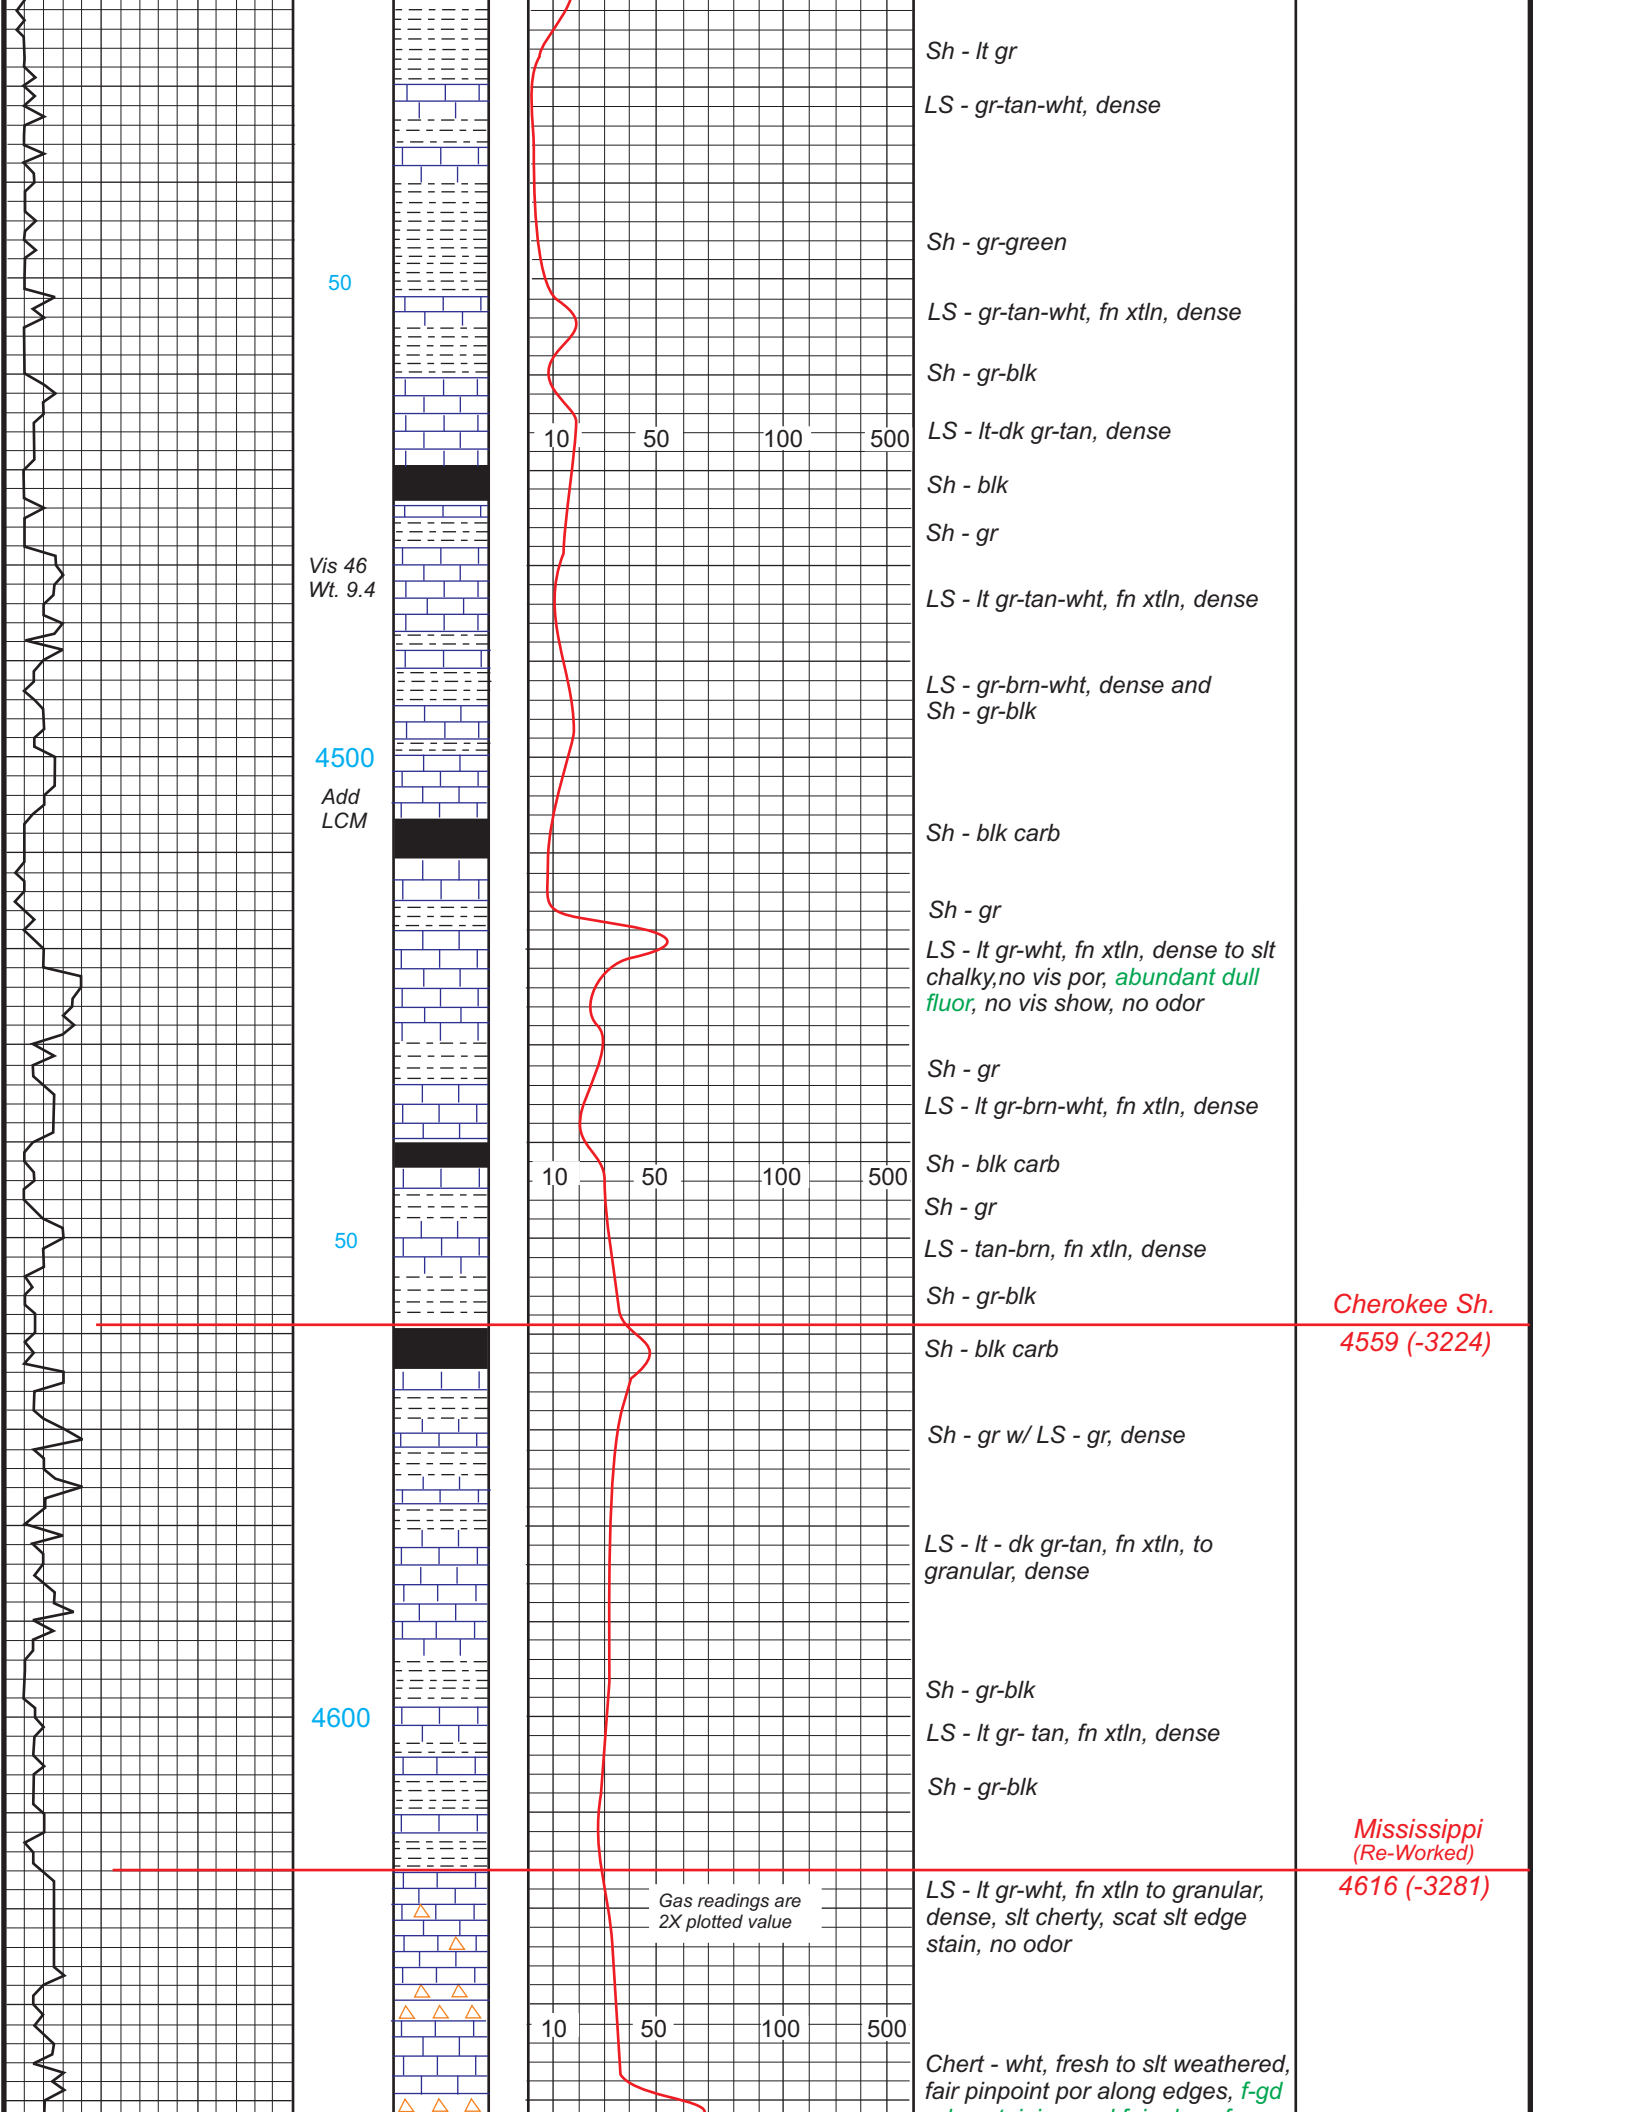 Sh - lt gr
LS - gr-tan-wht, dense
Sh - gr-green
50
LS - gr-tan-wht, fn xtln, dense
Sh - gr-blk
10 50 100 500
LS - lt-dk gr-tan, dense
Sh - blk
Sh - gr
Vis 46
Wt. 9.4
LS - lt gr-tan-wht, fn xtln, dense
LS - gr-brn-wht, dense and
Sh - gr-blk
4500
Add
LCM
Sh - blk carb
Sh - gr
LS - lt gr-wht, fn xtln, dense to slt
chalky,no vis por, abundant dull
fluor, no vis show, no odor
Sh - gr
LS - lt gr-brn-wht, fn xtln, dense
Sh - blk carb
10 50 100 500
Sh - gr
50
LS - tan-brn, fn xtln, dense
Sh - gr-blk
Cherokee Sh.
4559 (-3224)
Sh - blk carb
Sh - gr w/ LS - gr, dense
LS - lt - dk gr-tan, fn xtln, to
granular, dense
Sh - gr-blk
4600
LS - lt gr- tan, fn xtln, dense
Sh - gr-blk
Mississippi
(Re-Worked)
4616 (-3281)
Gas readings are
2X plotted value
LS - lt gr-wht, fn xtln to granular,
dense, slt cherty, scat slt edge
stain, no odor
10 50 100 500
Chert - wht, fresh to slt weathered,
fair pinpoint por along edges, f-gd